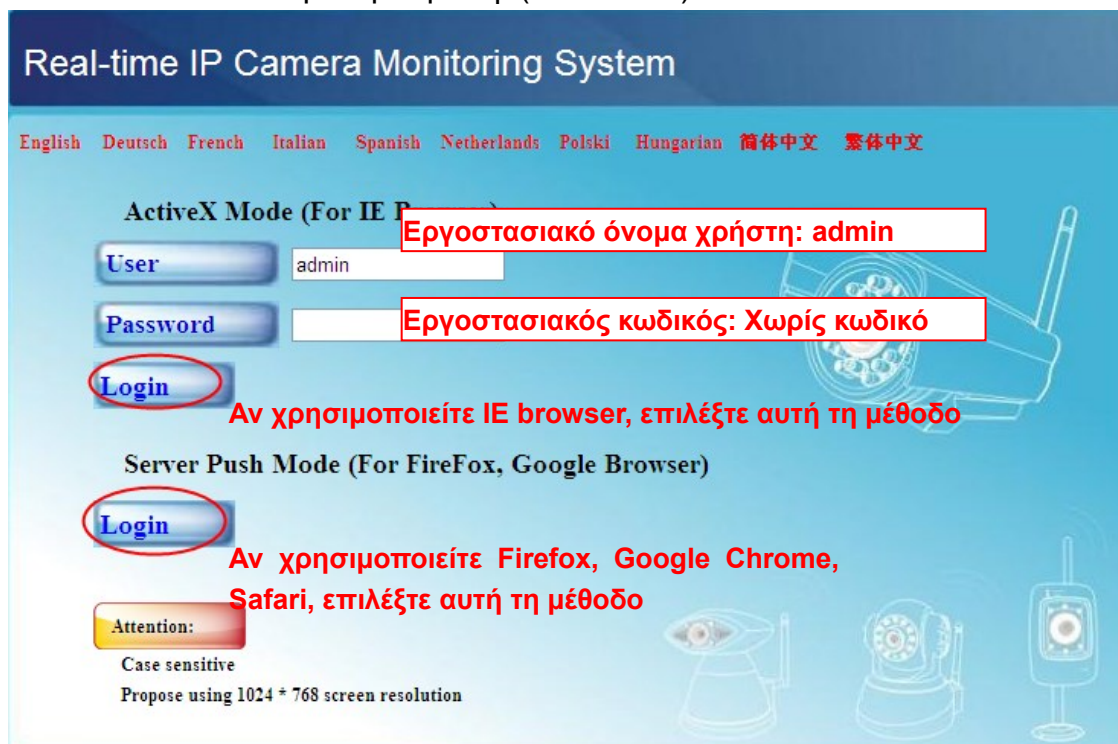 Real-time IP Camera Monitoring System
English Deutsch French Italian Spanish Netherlands Polski Hungarian 简体中文 繁体中文
ActiveX Mode (For IE
Εργοστασιακό όνομα χρήστη: admin
User admin
Password
Εργοστασιακός κωδικός: Χωρίς κωδικό
Login
Αν χρησιμοποιείτε IE browser, επιλέξτε αυτή τη μέθοδο
Server Push Mode (For FireFox, Google Browser)
Login
Αν χρησιμοποιείτε Firefox, Google Chrome,
Safari, επιλέξτε αυτή τη μέθοδο
Attention:
Case sensitive
Propose using 1024 * 768 screen resolution